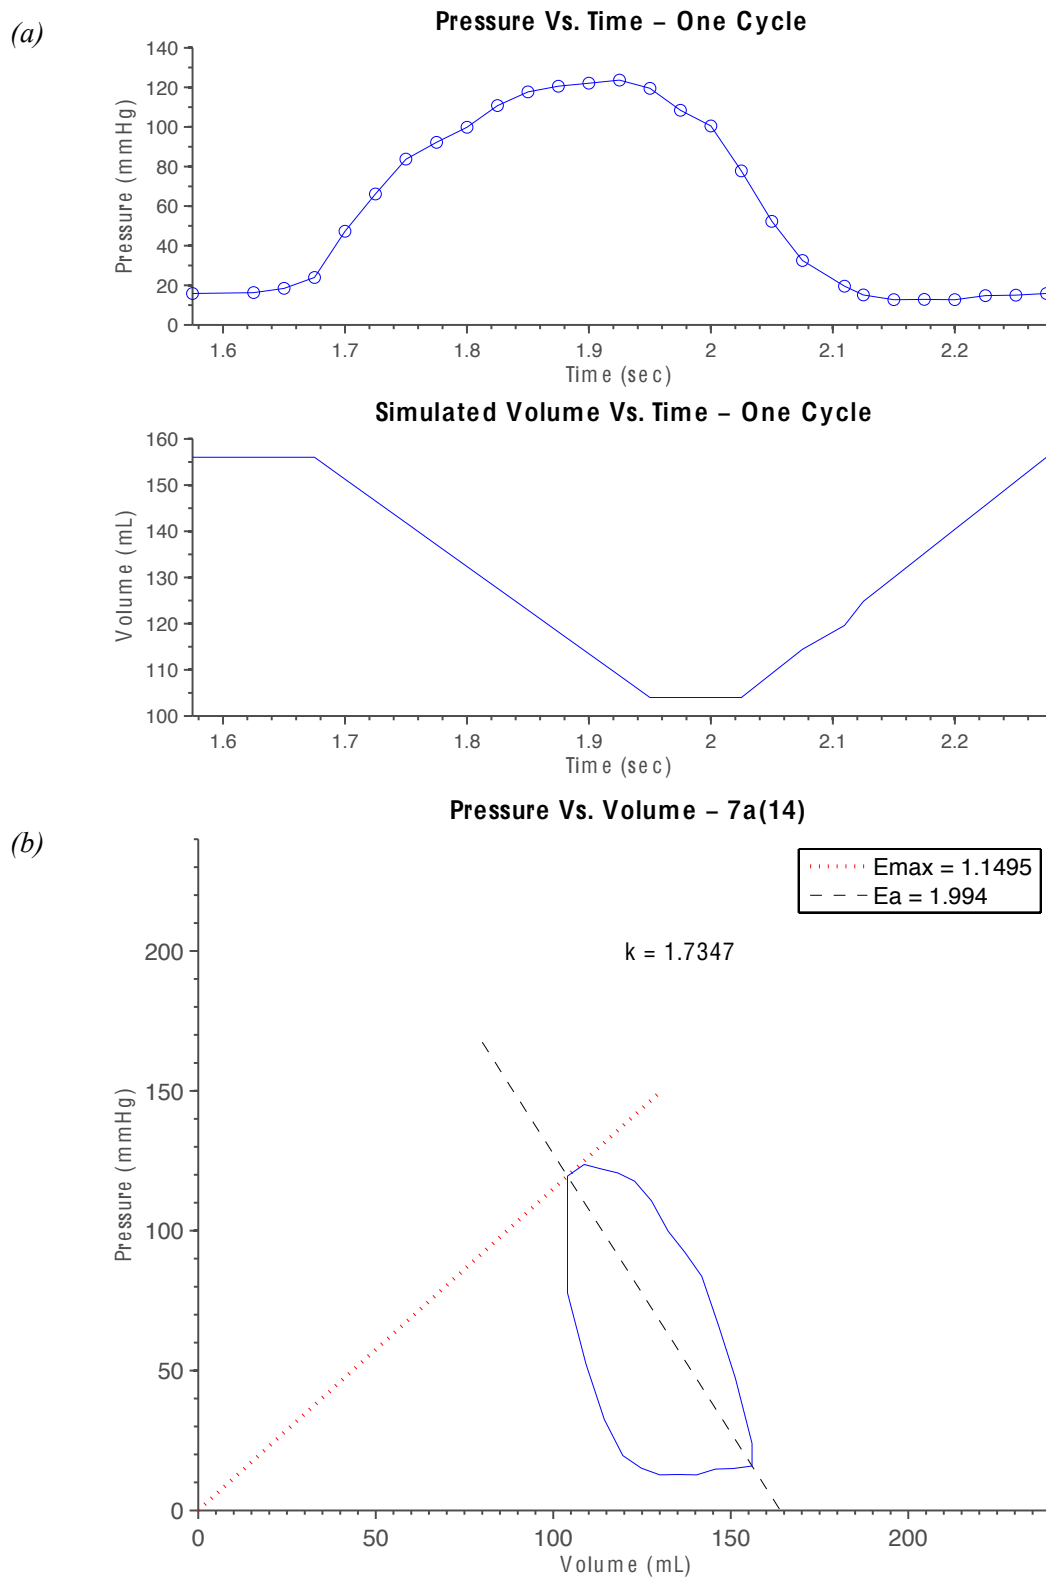 (a)
Pressure Vs. Time – One Cycle
140
120
100
80
60
40
20
0
Pressure (mmHg)
1.6 1.7 1.8 1.9 2 2.1 2.2
Time (sec)
Simulated Volume Vs. Time – One Cycle
160
150
140
130
120
110
100
Volume (mL)
1.6 1.7 1.8 1.9 2 2.1 2.2
Time (sec)
(b)
Pressure Vs. Volume – 7a(14)
Emax = 1.1495
Ea = 1.994
k = 1.7347
200
150
100
50
0
Pressure (mmHg)
0 50 100 150 200
Volume (mL)